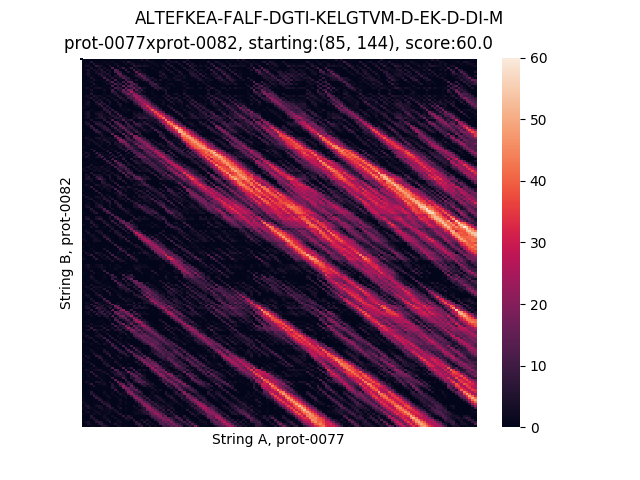 ALTEFKEA-FALF-DGTI-KELGTVM-D-EK-D-DI-M
prot-0077xprot-0082, starting:(85, 144), score:60.0
60
50
40
30
20
10
0
String B, prot-0082
String A, prot-0077